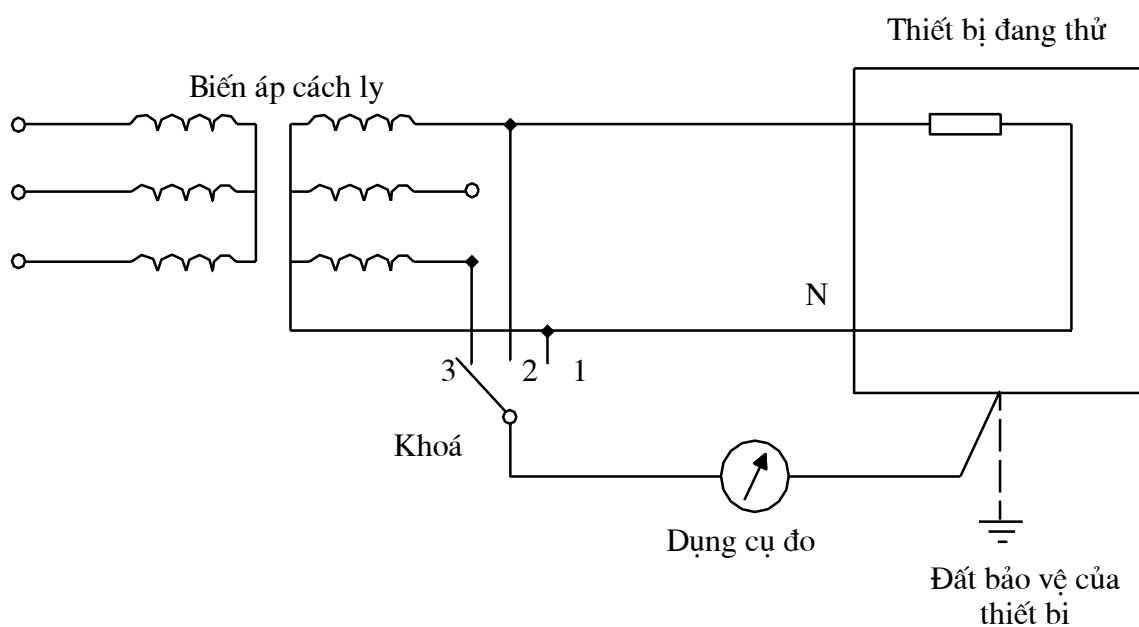 Thiết bị đang thử
Biến áp cách ly
N
3 2 1
Khoá
Dụng cụ đo
Đất bảo vệ của
thiết bị